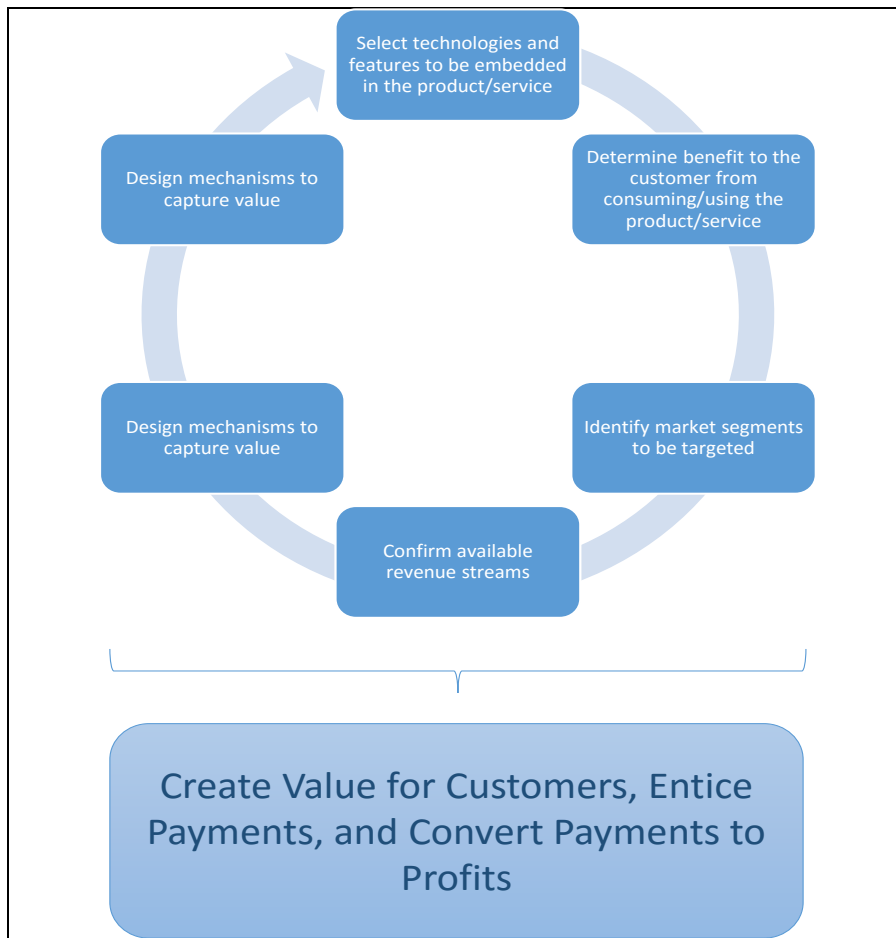 Select technologies and
features to be embedded
in the product/service
Determine benefit to the
customer from
consuming/using the
product/service
Identify market segments
to be targeted
Confirm available
revenue streams
Design mechanisms to
capture value
Design mechanisms to
capture value
Create Value for Customers, Entice
Payments, and Convert Payments to
Profits